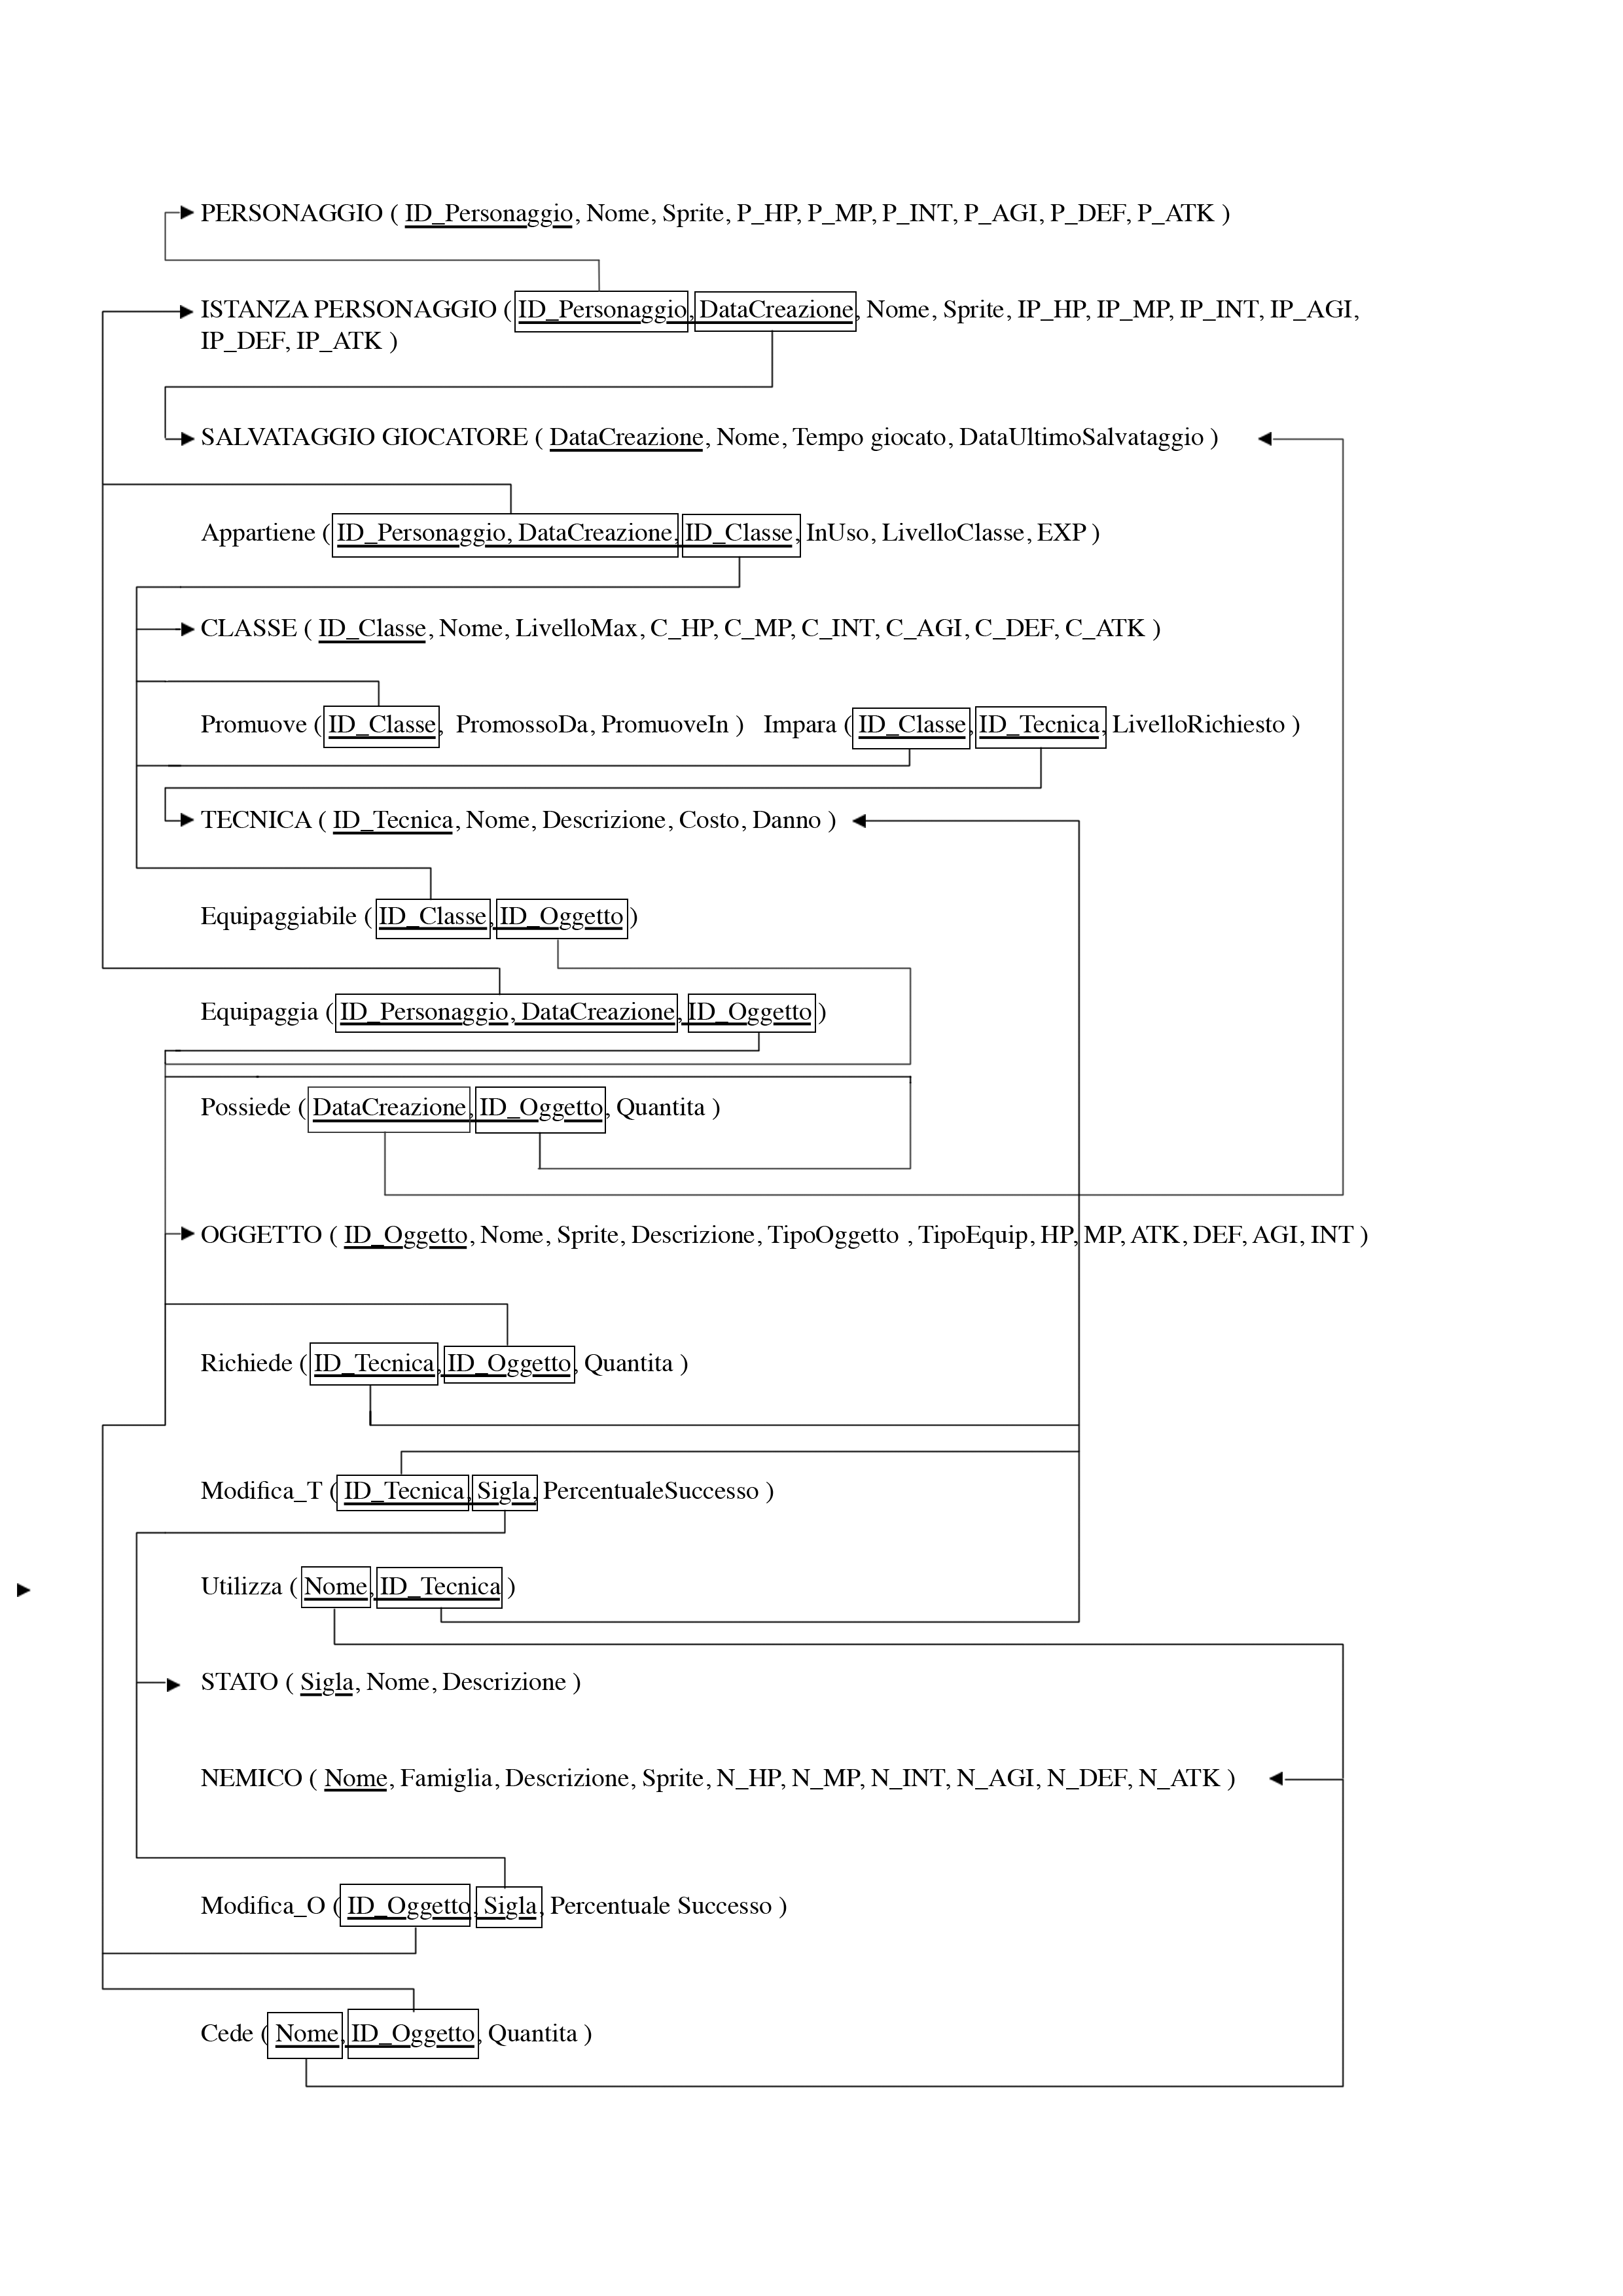 PERSONAGGIO ( ID_Personaggio, Nome, Sprite, P_HP, P_MP, P_INT, P_AGI, P_DEF, P_ATK )
ISTANZA PERSONAGGIO ( ID_Personaggio, DataCreazione, Nome, Sprite, IP_HP, IP_MP, IP_INT, IP_AGI,
IP_DEF, IP_ATK )
SALVATAGGIO GIOCATORE ( DataCreazione, Nome, Tempo giocato, DataUltimoSalvataggio )
Appartiene ( ID_Personaggio, DataCreazione, ID_Classe, InUso, LivelloClasse, EXP )
CLASSE ( ID_Classe, Nome, LivelloMax, C_HP, C_MP, C_INT, C_AGI, C_DEF, C_ATK )
Promuove ( ID_Classe, PromossoDa, PromuoveIn ) Impara ( ID_Classe, ID_Tecnica, LivelloRichiesto )
TECNICA ( ID_Tecnica, Nome, Descrizione, Costo, Danno )
Equipaggiabile ( ID_Classe, ID_Oggetto )
Equipaggia ( ID_Personaggio, DataCreazione, ID_Oggetto )
Possiede ( DataCreazione, ID_Oggetto, Quantita )
OGGETTO ( ID_Oggetto, Nome, Sprite, Descrizione, TipoOggetto , TipoEquip, HP, MP, ATK, DEF, AGI, INT )
Richiede ( ID_Tecnica, ID_Oggetto, Quantita )
Modifica_T ( ID_Tecnica, Sigla, PercentualeSuccesso )
Utilizza ( Nome, ID_Tecnica )
STATO ( Sigla, Nome, Descrizione )
NEMICO ( Nome, Famiglia, Descrizione, Sprite, N_HP, N_MP, N_INT, N_AGI, N_DEF, N_ATK )
Modifica_O ( ID_Oggetto, Sigla, Percentuale Successo )
Cede ( Nome, ID_Oggetto, Quantita )